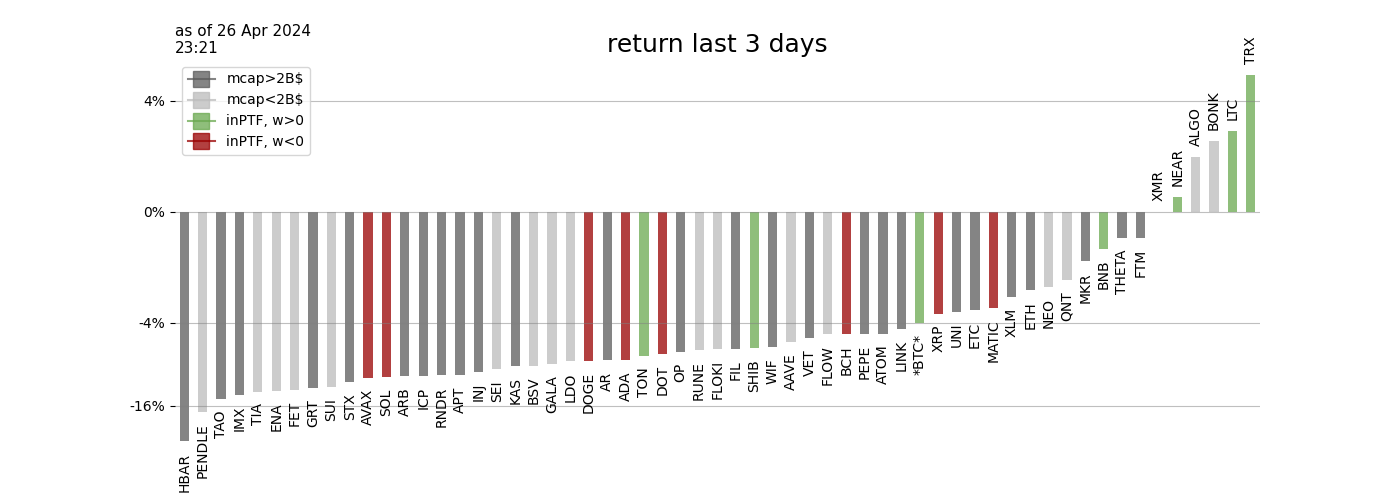 as of 26 Apr 2024
23:21
return last 3 days
mcap>2B$
mcap<2B$
inPTF, w>0
inPTF, w<0
4%
0%
-4%
-16%
HBAR
PENDLE
TAO
IMX
TIA
ENA
FET
GRT
SUI
STX
AVAX
SOL
ARB
ICP
RNDR
APT
INJ
SEI
KAS
BSV
GALA
LDO
DOGE
AR
ADA
TON
DOT
OP
RUNE
FLOKI
FIL
SHIB
WIF
AAVE
VET
FLOW
BCH
PEPE
ATOM
LINK
*BTC*
XRP
UNI
ETC
MATIC
XLM
ETH
NEO
QNT
MKR
BNB
THETA
FTM
XMR
NEAR
ALGO
BONK
LTC
TRX